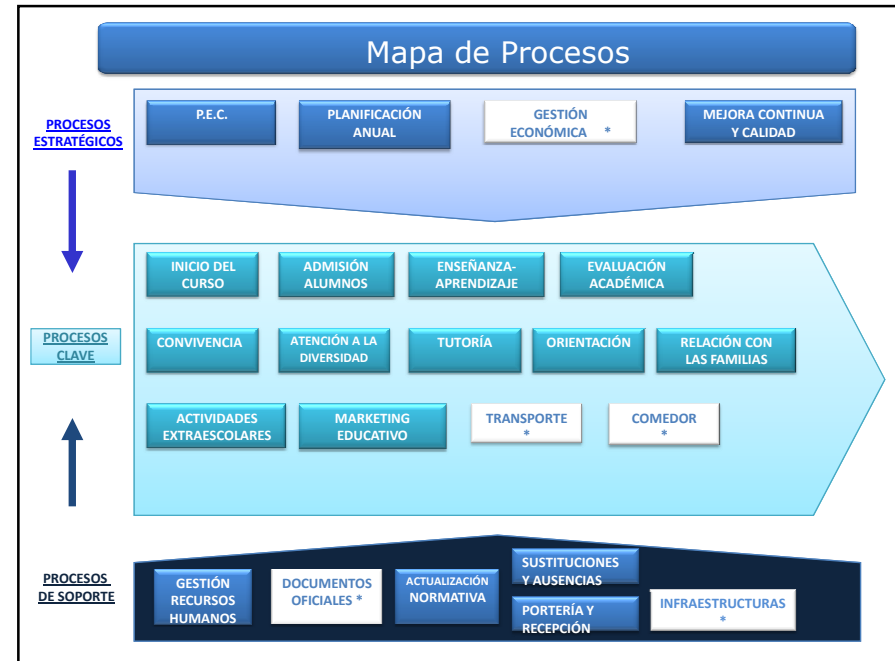 Mapa de Procesos
PROCESOS
ESTRATÉGICOS
P.E.C.
PLANIFICACIÓN
ANUAL
GESTIÓN
ECONÓMICA *
MEJORA CONTINUA
Y CALIDAD
INICIO DEL
CURSO
ADMISIÓN
ALUMNOS
ENSEÑANZA-
APRENDIZAJE
EVALUACIÓN
ACADÉMICA
PROCESOS
CLAVE
CONVIVENCIA
ATENCIÓN A LA
DIVERSIDAD
TUTORÍA
ORIENTACIÓN
RELACIÓN CON
LAS FAMILIAS
ACTIVIDADES
EXTRAESCOLARES
MARKETING
EDUCATIVO
TRANSPORTE
*
COMEDOR
*
PROCESOS
DE SOPORTE
GESTIÓN
RECURSOS
HUMANOS
DOCUMENTOS
OFICIALES *
ACTUALIZACIÓN
NORMATIVA
SUSTITUCIONES
Y AUSENCIAS
PORTERÍA Y
RECEPCIÓN
INFRAESTRUCTURAS
*